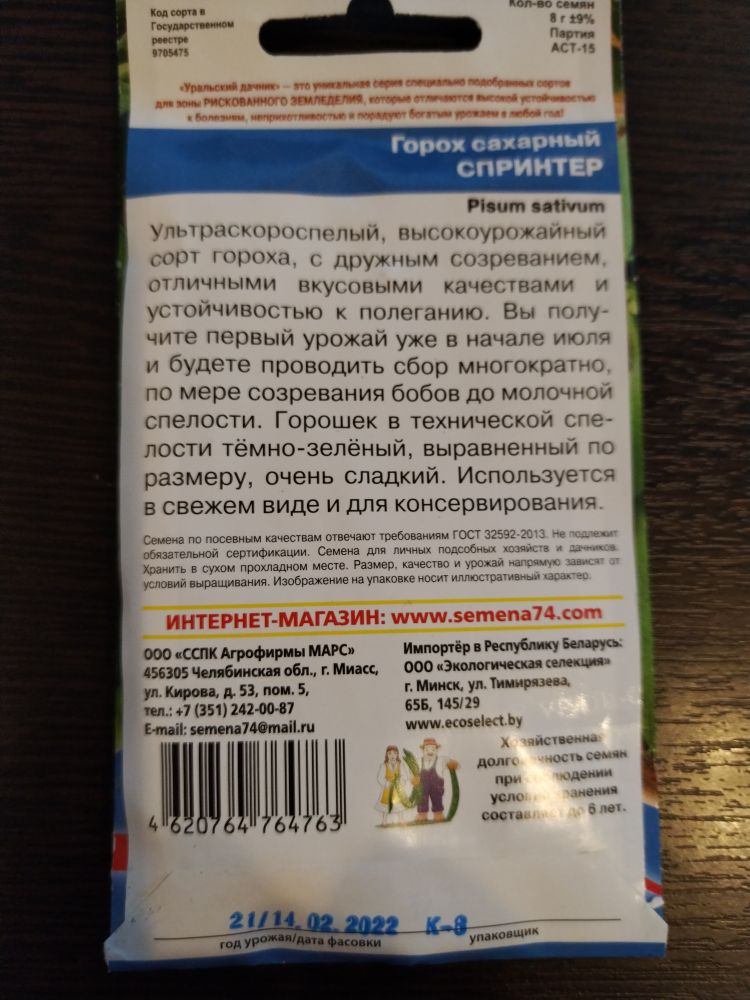 Код сорта в
Государственном
реестре
9705475
Кол-во семян
8 г ±9%
Партия
АСТ-15
«Уральский дачник» – это уникальная серия специально подобранных сортов
для зоны РИСКОВАННОГО ЗЕМЛЕДЕЛИЯ, которые отличаются высокой устойчивостью
к болезням, неприхотливостью и порадуют богатым урожаем в любой год!
Горох сахарный
СПРИНТЕР
Pisum sativum
Ультраскороспелый, высокоурожайный
сорт гороха, с дружным созреванием,
отличными вкусовыми качествами и
устойчивостью к полеганию. Вы полу-
чите первый урожай уже в начале июля
и будете проводить сбор многократно,
по мере созревания бобов до молочной
спелости. Горошек в технической спе-
лости тёмно-зелёный, выравненный по
размеру, очень сладкий. Используется
в свежем виде и для консервирования.
Семена по посевным качествам отвечают требованиям ГОСТ 32592-2013. Не подлежит
обязательной сертификации. Семена для личных подсобных хозяйств и дачников.
Хранить в сухом прохладном месте. Размер, качество и урожай напрямую зависят от
условий выращивания. Изображение на упаковке носит иллюстративный характер.
ИНТЕРНЕТ-МАГАЗИН: www.semena74.com
ООО «ССПК Агрофирмы МАРС»
456305 Челябинская обл., г. Миасс,
ул. Кирова, д. 53, пом. 5,
тел.: +7 (351) 242-00-87
E-mail: semena74@mail.ru
Импортёр в Республику Беларусь:
ООО «Экологическая селекция»
г. Минск, ул. Тимирязева,
65Б, 145/29
www.ecoselect.by
Хозяйственная
долговечность семян
при соблюдении
условий хранения
составляет до 6 лет.
4 620764 764763
21/14.02.2022 К-8
год урожая/дата фасовки
упаковщик